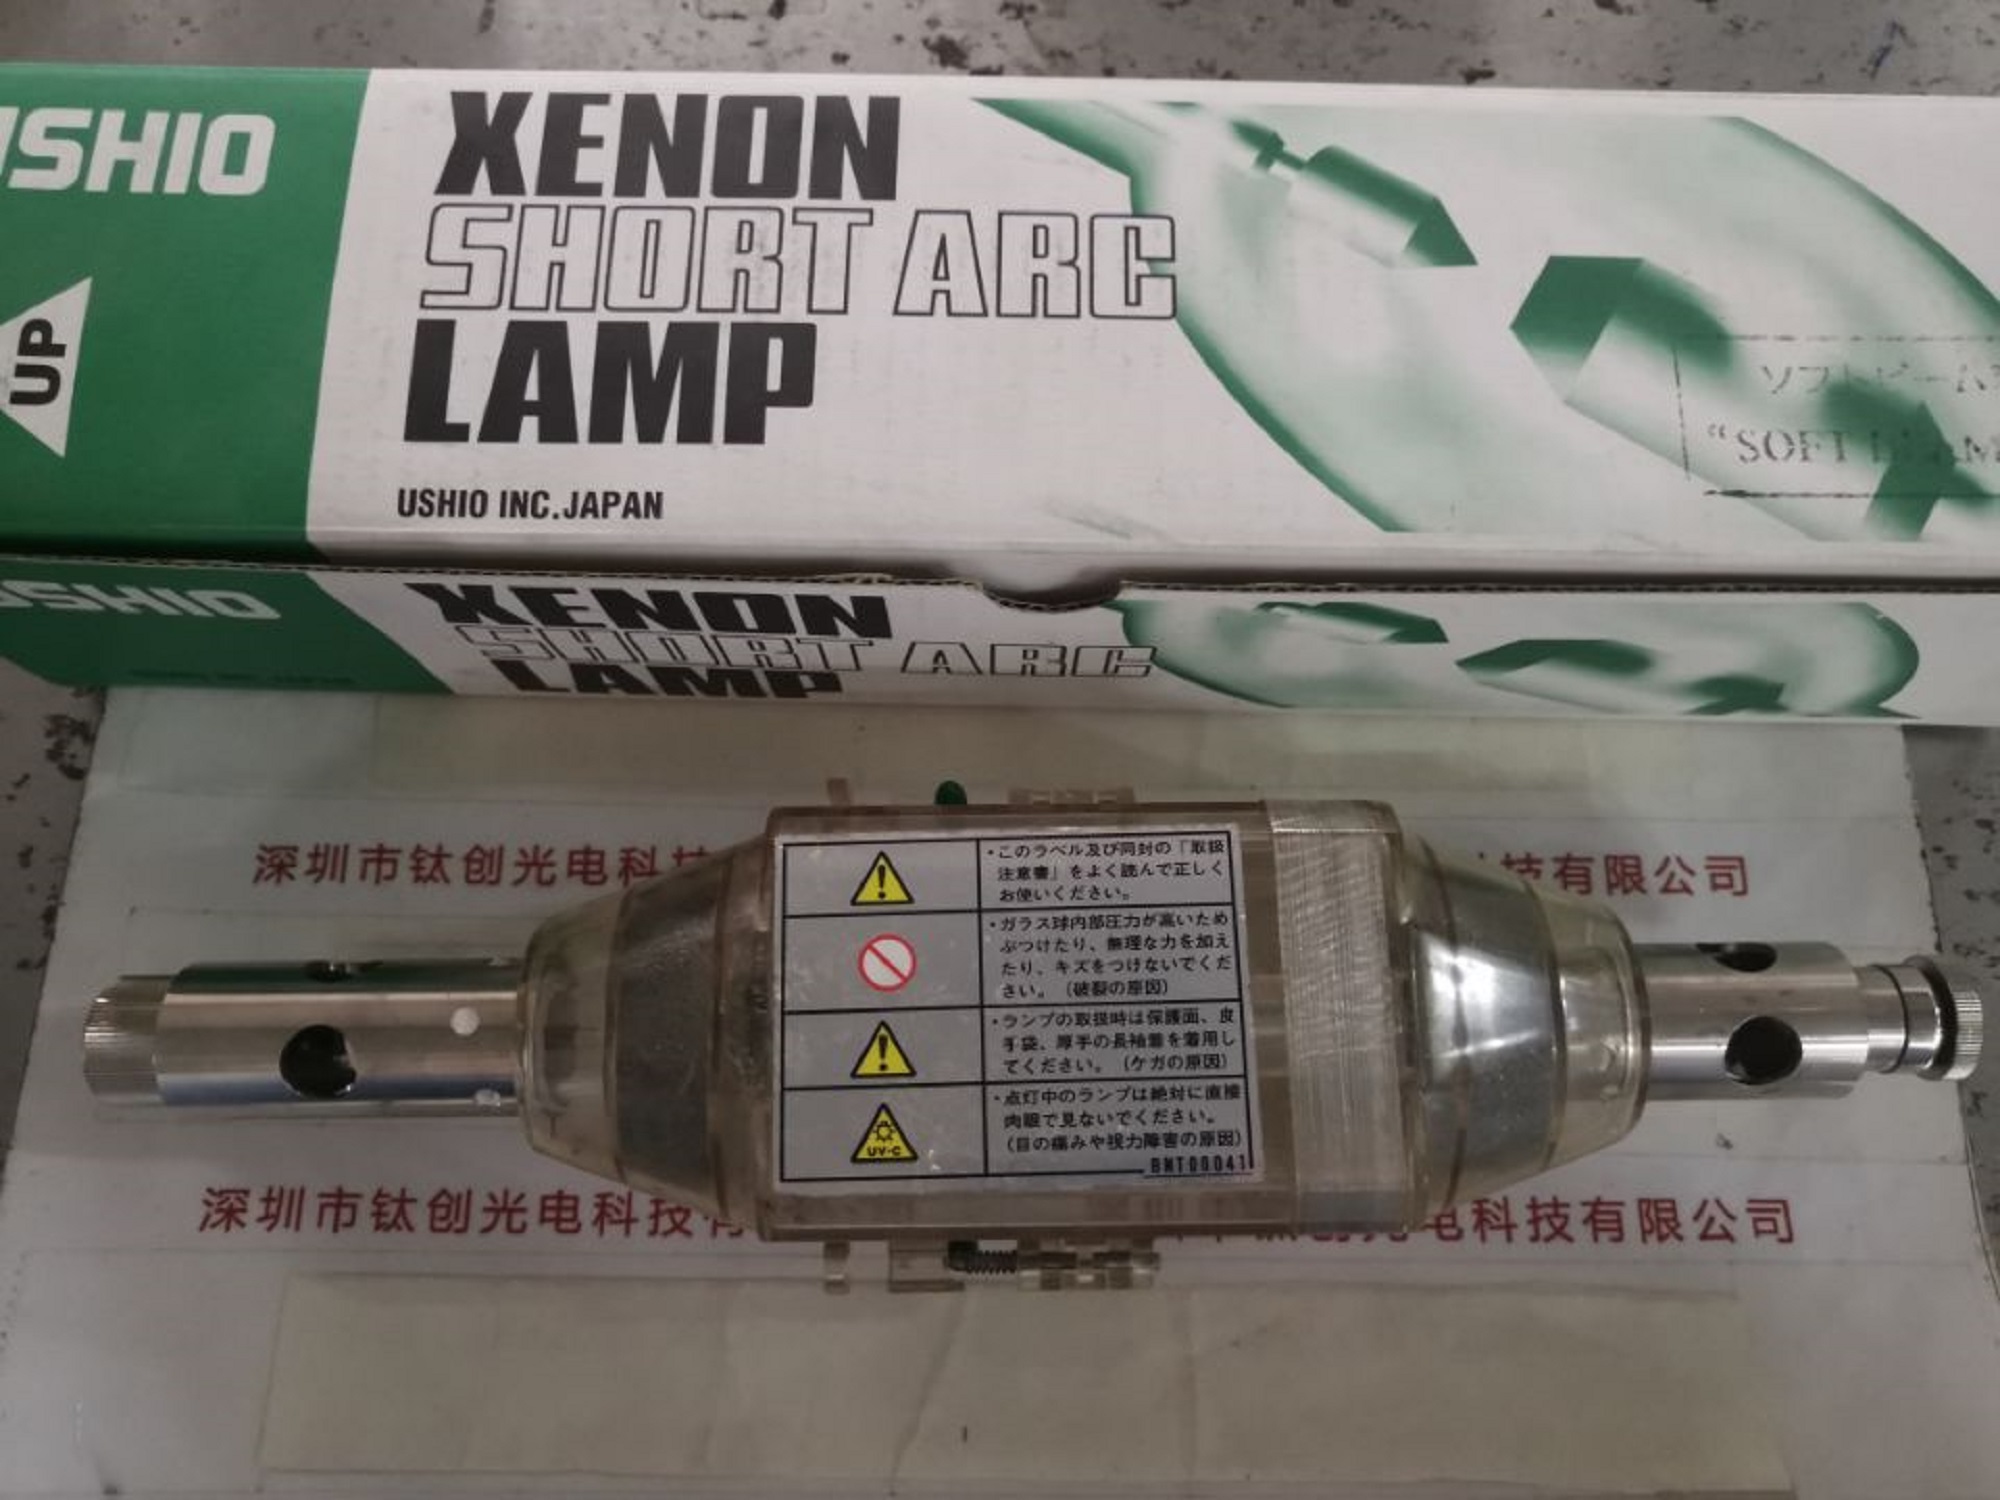 USHIO
XENON
SHORT ARC
LAMP
USHIO INC.JAPAN
UP
ソフトビーム
"SOFT BEAM
USHIO
XENON
SHORT ARC
LAMP
深圳市钛创光电科技
科技有限公司
・このラベル及び同封の「取扱
注意書」をよく読んで正しく
お使いください。
・ガラス球内部圧力が高いため
ぶつけたり、無理な力を加え
たり、キズをつけないでくだ
さい。（破裂の原因）
・ランプの取扱時は保護面、皮
手袋、厚手の長袖着を着用し
てください。（ケガの原因）
・点灯中のランプは絶対に直接
肉眼で見ないでください。
（目の痛みや視力障害の原因）
UV-C
BNT00041
深圳市钛创光电科技有
创光电科技有限公司